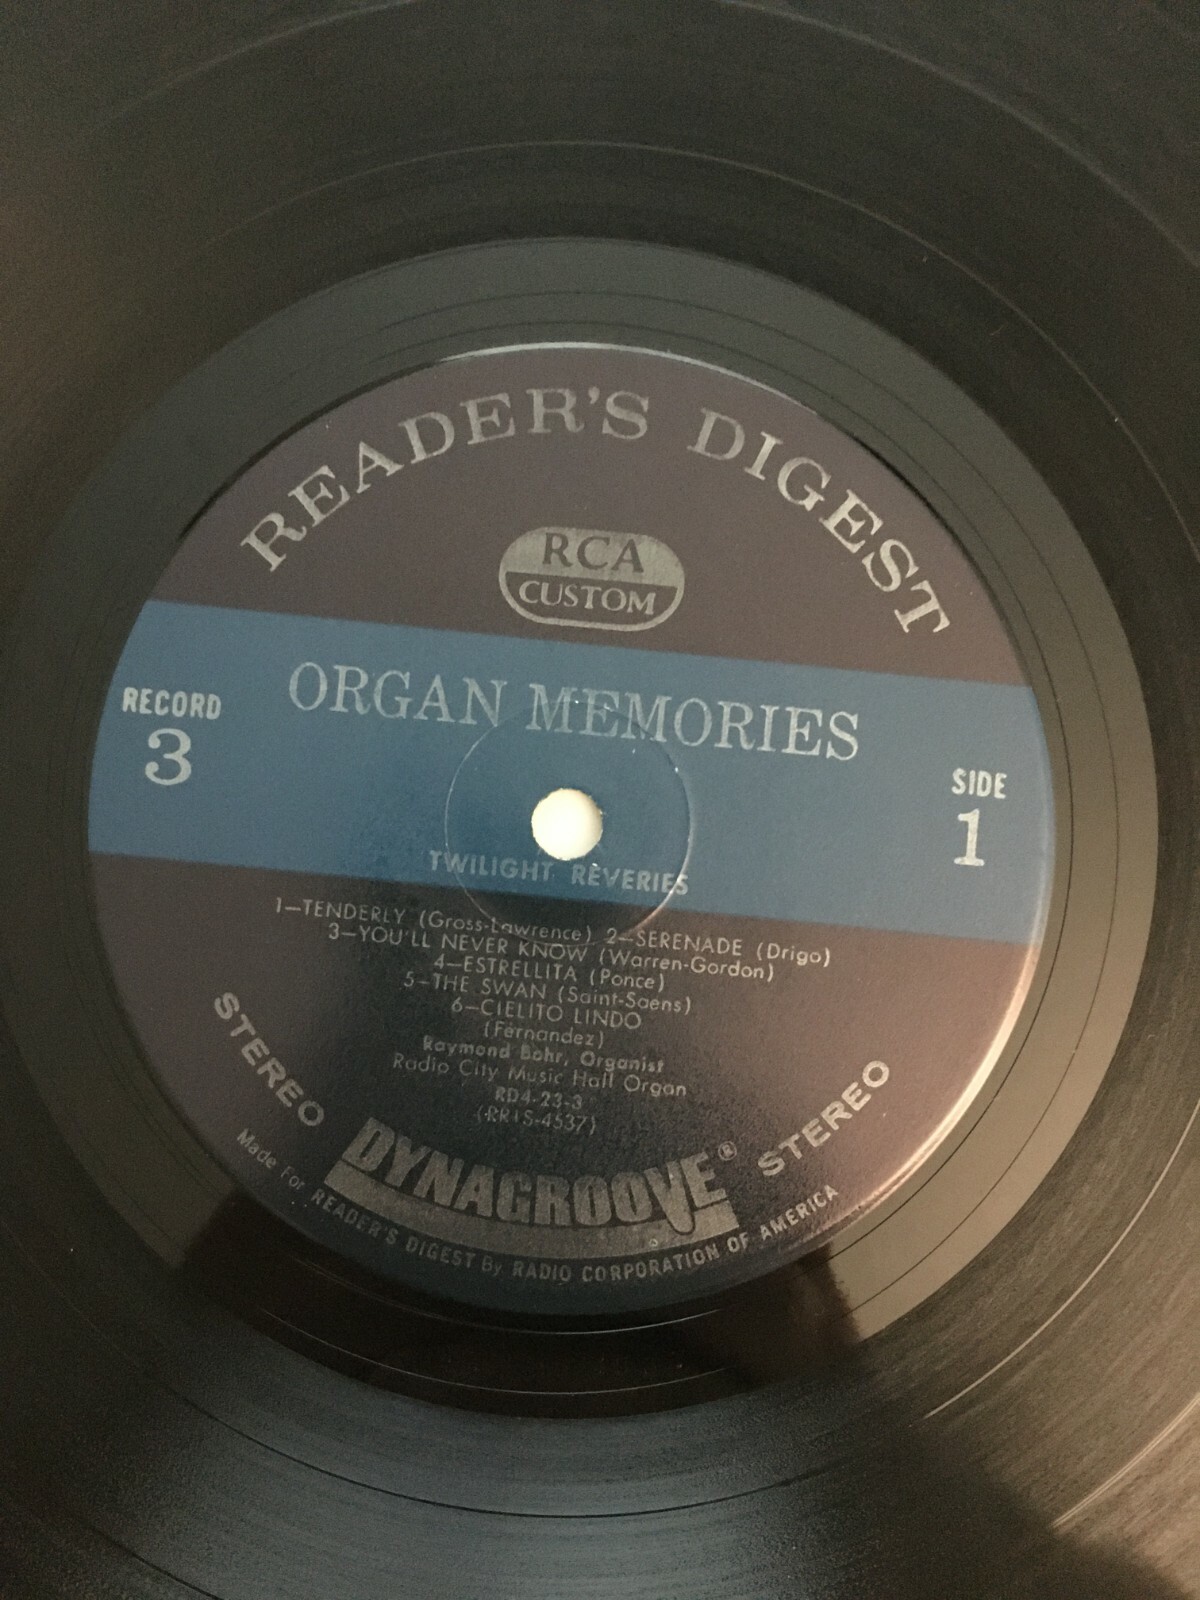 READER'S DIGEST
RCA
CUSTOM
ORGAN MEMORIES
RECORD
3
SIDE
1
TWILIGHT REVERIES
1—TENDERLY (Gross-Lawrence) 2—SERENADE (Drigo)
3—YOU'LL NEVER KNOW (Warren-Gordon)
4—ESTRELLITA (Ponce)
5—THE SWAN (Saint-Saens)
6—CIELITO LINDO
(Fernandez)
Raymond Bohr, Organist
Radio City Music Hall Organ
RD4-23-3
STEREO
STEREO
DYNAGROOVE®
Made For READER'S DIGEST By RADIO CORPORATION OF AMERICA